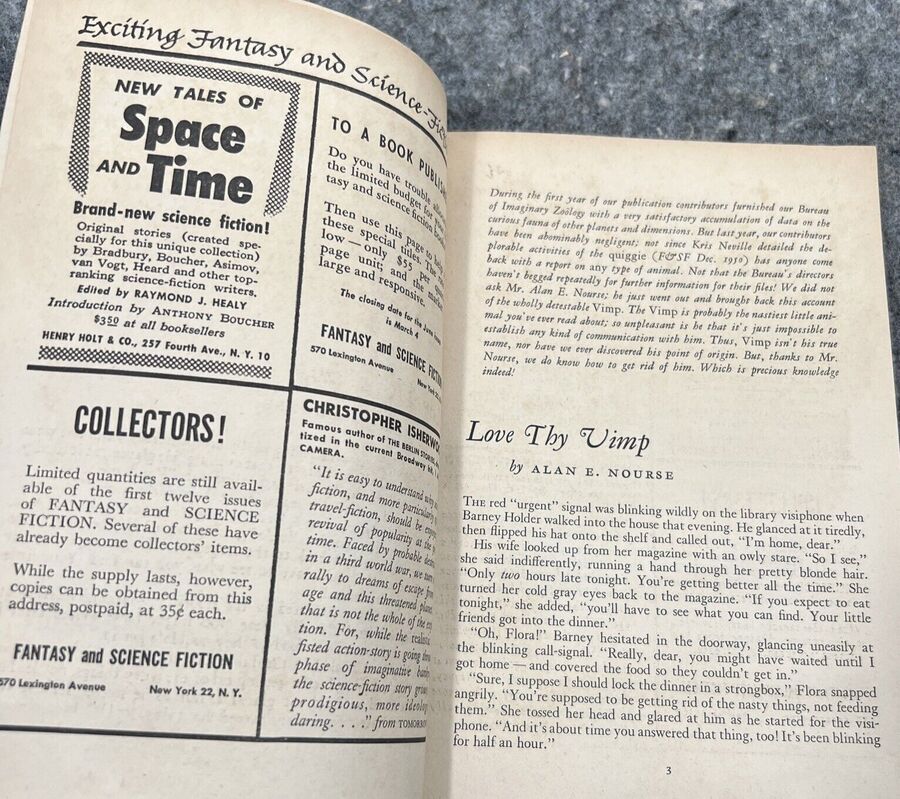 Exciting Fantasy and Science-Fic
NEW TALES OF
Space
AND Time
Brand-new science fiction!
Original stories (created spe-
cially for this unique collection)
by Bradbury, Boucher, Asimov,
van Vogt, Heard and other top-
ranking science-fiction writers.
Edited by RAYMOND J. HEALY
Introduction by ANTHONY BOUCHER
$3.50 at all booksellers
HENRY HOLT & CO., 257 Fourth Ave., N. Y. 10
TO A BOOK PUBLIS
Do you have trouble
the limited budget for
tasy and science fiction
Then use this page to
these special titles. The
low — only $55
page unit; and
large and responsive.
The closing date for the June
is March 4
FANTASY and SCIENCE FICTION
570 Lexington Avenue New York 22
COLLECTORS!
Limited quantities are still avail-
able of the first twelve issues
of FANTASY and SCIENCE
FICTION. Several of these have
already become collectors' items.
While the supply lasts, however,
copies can be obtained from this
address, postpaid, at 35¢ each.
FANTASY and SCIENCE FICTION
570 Lexington Avenue New York 22, N. Y.
CHRISTOPHER ISHERWO
Famous author of THE BERLIN STORIES
tized in the current Broadway hit, I A
CAMERA.
"It is easy to understand why
fiction, and more particularly
travel-fiction, should be
revival of popularity at the
time. Faced by probable
in a third world war, we turn
rally to dreams of escape from
age and this threatened planet
that is not the whole of the
tion. For, while the realistic
fisted action-story is going
phase of imaginative
the science-fiction story
prodigious, more
daring. . . ." from TOMORROW
During the first year of our publication contributors furnished our Bureau
of Imaginary Zoölogy with a very satisfactory accumulation of data on the
curious fauna of other planets and dimensions. But last year, our contributors
have been abominably negligent; not since Kris Neville detailed the de-
plorable activities of the quiggie (F&SF Dec. 1950) has anyone come
back with a report on any type of animal. Not that the Bureau's directors
haven't begged repeatedly for further information for their files! We did not
ask Mr. Alan E. Nourse; he just went out and brought back this account
of the wholly detestable Vimp. The Vimp is probably the nastiest little ani-
mal you've ever read about; so unpleasant is he that it's just impossible to
establish any kind of communication with him. Thus, Vimp isn't his true
name, nor have we ever discovered his point of origin. But, thanks to Mr.
Nourse, we do know how to get rid of him. Which is precious knowledge
indeed!
Love Thy Vimp
by ALAN E. NOURSE
THE red "urgent" signal was blinking wildly on the library visiphone when
Barney Holder walked into the house that evening. He glanced at it tiredly,
then flipped his hat onto the shelf and called out, "I'm home, dear."
His wife looked up from her magazine with an owly stare. "So I see,"
she said indifferently, running a hand through her pretty blonde hair.
"Only two hours late tonight. You're getting better all the time." She
turned her cold gray eyes back to the magazine. "If you expect to eat
tonight," she added, "you'll have to see what you can find. Your little
friends got into the dinner."
"Oh, Flora!" Barney hesitated in the doorway, glancing uneasily at
the blinking call-signal. "Really, dear, you might have waited until I
got home — and covered the food so they couldn't get in."
"Sure, I suppose I should lock the dinner in a strongbox," Flora snapped
angrily. "You're supposed to be getting rid of the nasty things, not feeding
them." She tossed her head and glared at him as he started for the visi-
phone. "And it's about time you answered that thing, too! It's been blinking
for half an hour."
3